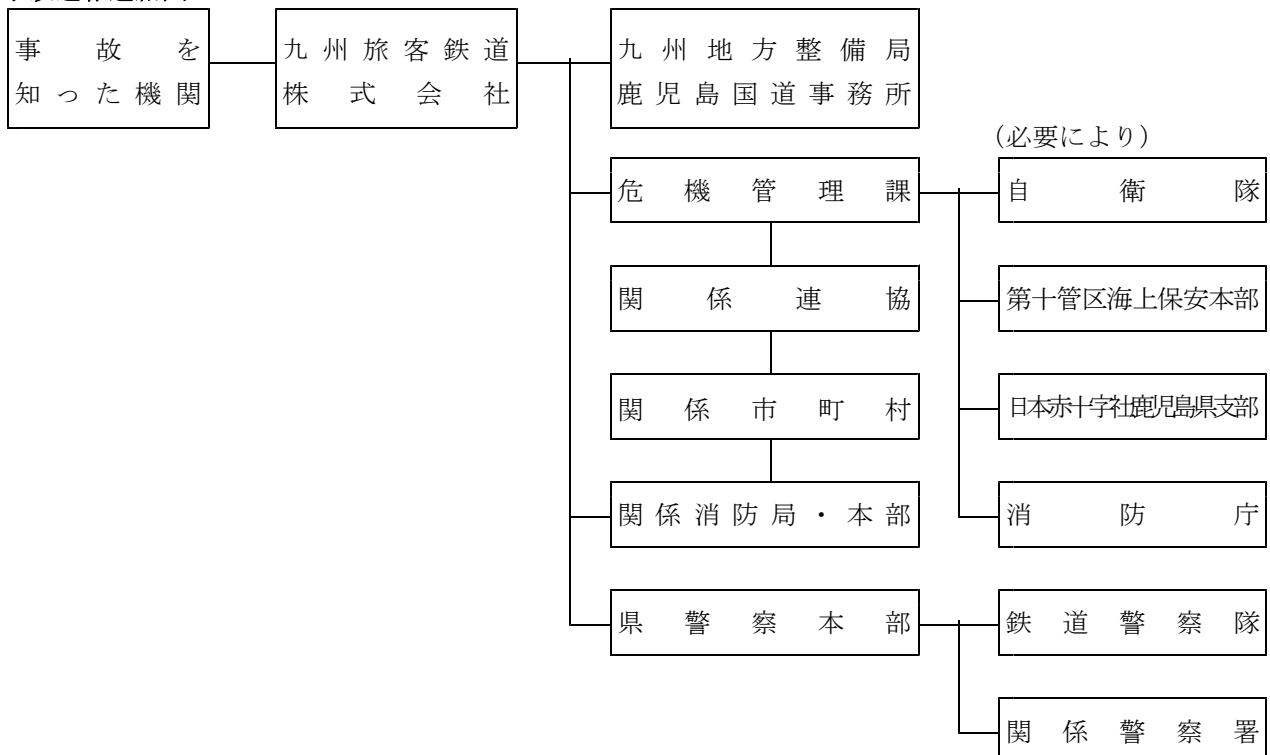 事故を
知った機関
九州旅客鉄道
株式会社
九州地方整備局
鹿児島国道事務所
(必要により)
危機管理課
自衛隊
関係連協
第十管区海上保安本部
関係市町村
日本赤十字社鹿児島県支部
関係消防局・本部
消防庁
県警察本部
鉄道警察隊
関係警察署